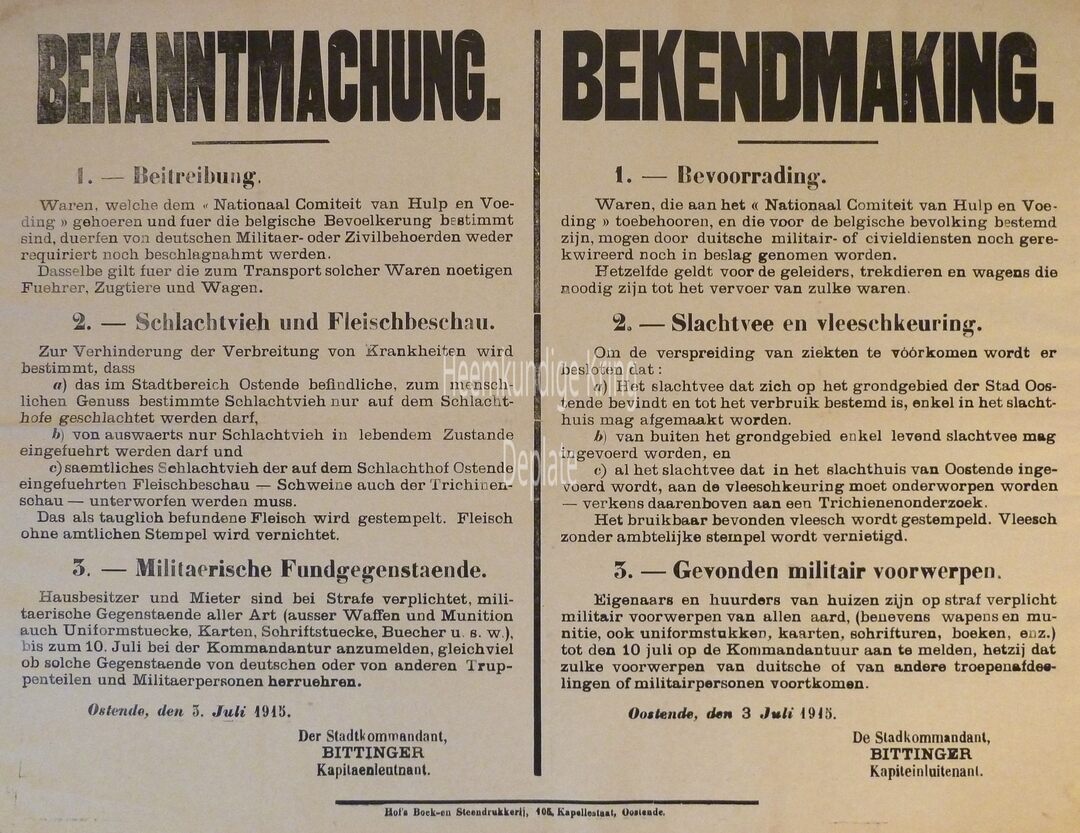 BEKANNTMACHUNG.
1. — Beitreibung.
Waren, welche dem « Nationaal Comiteit van Hulp en Voe-
ding » gehoeren und fuer die belgische Bevoelkerung bestimmt
sind, duerfen von deutschen Militaer- oder Zivilbehoerden weder
requiriert noch beschlagnahmt werden.
Dasselbe gilt fuer die zum Transport solcher Waren noetigen
Fuehrer, Zugtiere und Wagen.
2. — Schlachtvieh und Fleischbeschau.
Zur Verhinderung der Verbreitung von Krankheiten wird
bestimmt, dass
a) das im Stadtbereich Ostende befindliche, zum mensch-
lichen Genuss bestimmte Schlachtvieh nur auf dem Schlacht-
hofe geschlachtet werden darf,
b) von auswaerts nur Schlachtvieh in lebendem Zustande
eingefuehrt werden darf und
c) saemtliches Schlachtvieh der auf dem Schlachthof Ostende
eingefuehrten Fleischbeschau — Schweine auch der Trichinen-
schau — unterworfen werden muss.
Das als tauglich befundene Fleisch wird gestempelt. Fleisch
ohne amtlichen Stempel wird vernichtet.
3. — Militaerische Fundgegenstaende.
Hausbesitzer und Mieter sind bei Strafe verplichtet, mili-
taerische Gegenstaende aller Art (ausser Waffen und Munition
auch Uniformstuecke, Karten, Schriftstuecke, Buecher u. s. w.),
bis zum 10. Juli bei der Kommandantur anzumelden, gleichviel
ob solche Gegenstaende von deutschen oder von anderen Trup-
penteilen und Militaerpersonen herruehren.
Ostende, den 3. Juli 1915.
Der Stadtkommandant,
BITTINGER
Kapitaenleutnant.
BEKENDMAKING.
1. — Bevoorrading.
Waren, die aan het « Nationaal Comiteit van Hulp en Voe-
ding » toebehooren, en die voor de belgische bevolking bestemd
zijn, mogen door duitsche militair- of civieldiensten noch gere-
kwireerd noch in beslag genomen worden.
Hetzelfde geldt voor de geleiders, trekdieren en wagens die
noodig zijn tot het vervoer van zulke waren.
2. — Slachtvee en vleeschkeuring.
Om de verspreiding van ziekten te vóórkomen wordt er
besloten dat :
a) Het slachtvee dat zich op het grondgebied der Stad Oos-
tende bevindt en tot het verbruik bestemd is, enkel in het slacht-
huis mag afgemaakt worden.
b) van buiten het grondgebied enkel levend slachtvee mag
ingevoerd worden, en
c) al het slachtvee dat in het slachthuis van Oostende inge-
voerd wordt, aan de vleeschkeuring moet onderworpen worden
— verkens daarenboven aan een Trichienenonderzoek.
Het bruikbaar bevonden vleesch wordt gestempeld. Vleesch
zonder ambtelijke stempel wordt vernietigd.
3. — Gevonden militair voorwerpen.
Eigenaars en huurders van huizen zijn op straf verplicht
militair voorwerpen van allen aard, (benevens wapens en mu-
nitie, ook uniformstukken, kaarten, schrifturen, boeken, enz.)
tot den 10 juli op de Kommandantuur aan te melden, hetzij dat
zulke voorwerpen van duitsche of van andere troepenafdee-
lingen of militairpersonen voortkomen.
Oostende, den 3 Juli 1915.
De Stadkommandant,
BITTINGER
Kapiteinluitenant.
Hof's Boek-en Steendrukkerij, 105, Kapellestaat, Oostende.
Heemkundige Kring
Deplate